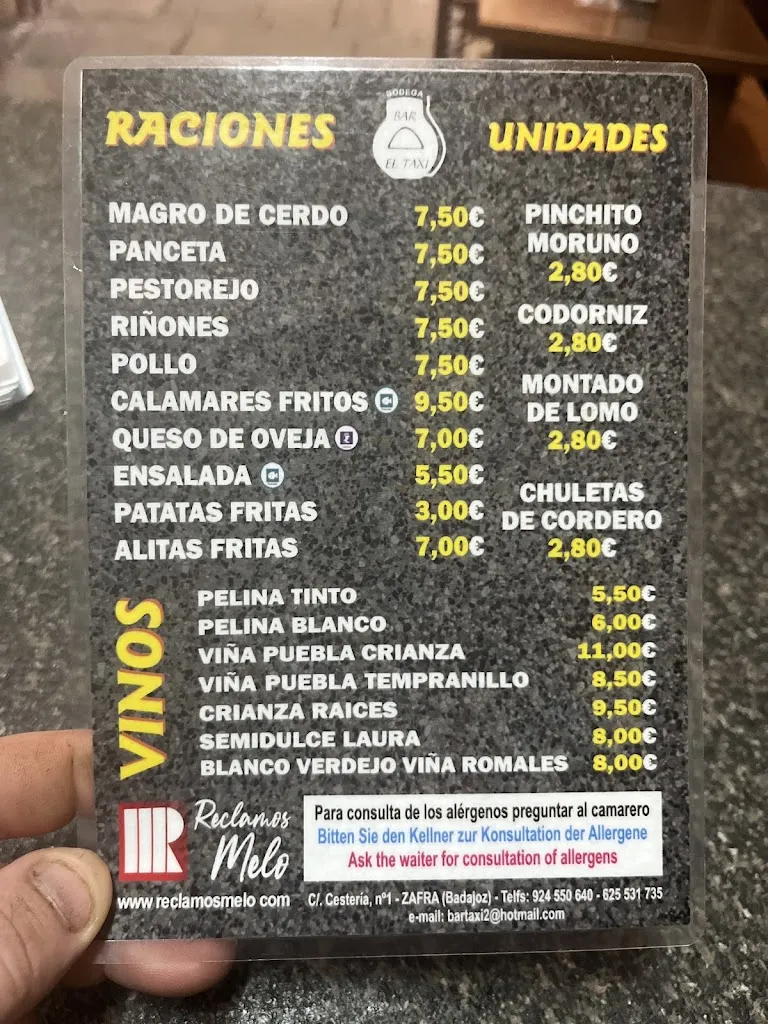 RACIONES
BODEGA
BAR
EL TAXI
UNIDADES
MAGRO DE CERDO 7,50€
PANCETA 7,50€
PESTOREJO 7,50€
RIÑONES 7,50€
POLLO 7,50€
CALAMARES FRITOS 9,50€
QUESO DE OVEJA 7,00€
ENSALADA 5,50€
PATATAS FRITAS 3,00€
ALITAS FRITAS 7,00€
PINCHITO
MORUNO
2,80€
CODORNIZ
2,80€
MONTADO
DE LOMO
2,80€
CHULETAS
DE CORDERO
2,80€
VINOS
PELINA TINTO 5,50€
PELINA BLANCO 6,00€
VIÑA PUEBLA CRIANZA 11,00€
VIÑA PUEBLA TEMPRANILLO 8,50€
CRIANZA RAICES 9,50€
SEMIDULCE LAURA 8,00€
BLANCO VERDEJO VIÑA ROMALES 8,00€
R Reclamos
Melo
www.reclamosmelo.com
Para consulta de los alérgenos preguntar al camarero
Bitten Sie den Kellner zur Konsultation der Allergene
Ask the waiter for consultation of allergens
C/. Cestería, nº1 - ZAFRA (Badajoz) - Telfs: 924 550 640 - 625 531 735
e-mail: bartaxi2@hotmail.com